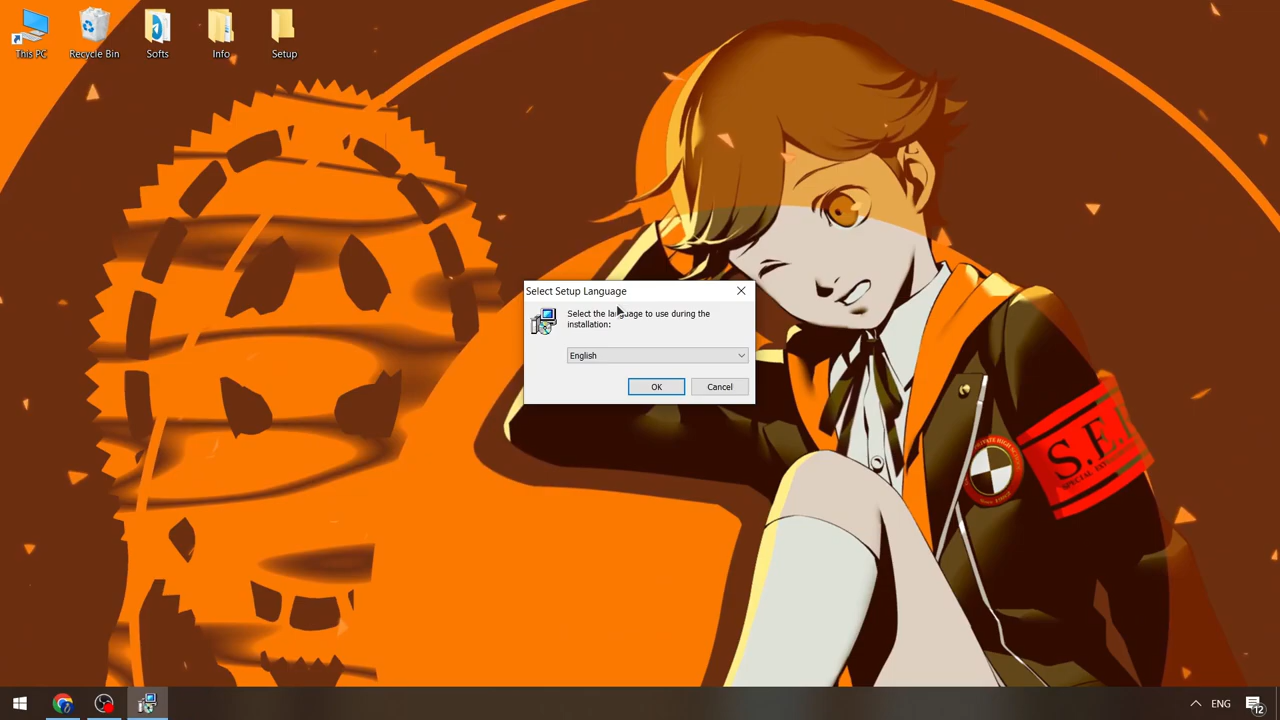 This PC
Recycle Bin
Softs
Info
Setup
Select Setup Language
Select the language to use during the
installation:
English
OK
Cancel
S.E.
ENG
12